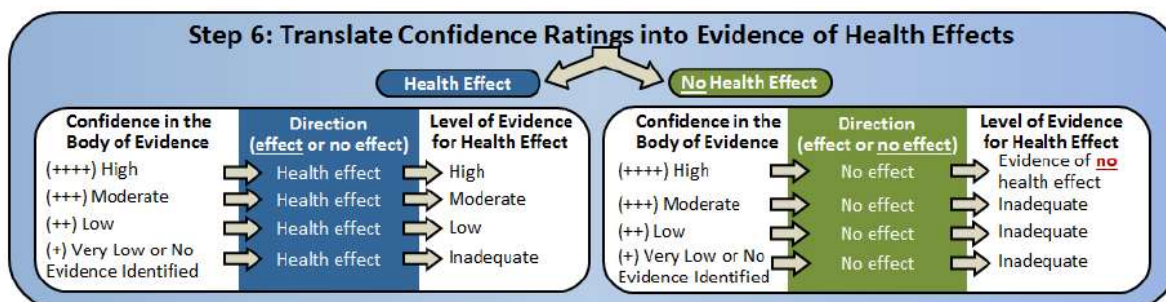 Step 6: Translate Confidence Ratings into Evidence of Health Effects
Health Effect
No Health Effect
Confidence in the
Body of Evidence
Direction
(effect or no effect)
Level of Evidence
for Health Effect
(++++) High
Health effect
High
(+++) Moderate
Health effect
Moderate
(++) Low
Health effect
Low
(+) Very Low or No
Evidence Identified
Health effect
Inadequate
Confidence in the
Body of Evidence
Direction
(effect or no effect)
Level of Evidence
for Health Effect
(++++) High
No effect
Evidence of no
health effect
(+++) Moderate
No effect
Inadequate
(++) Low
No effect
Inadequate
(+) Very Low or No
Evidence Identified
No effect
Inadequate